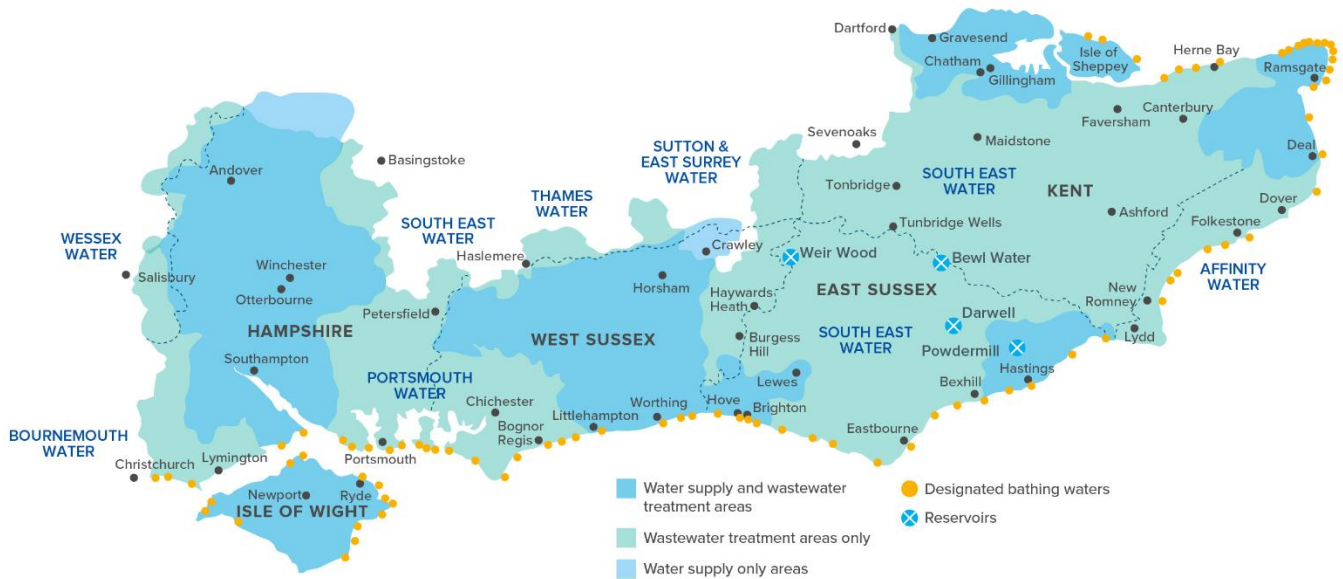 Dartford
Gravesend
Chatham
Gillingham
Isle of
Sheppey
Herne Bay
Ramsgate
Canterbury
Faversham
Deal
Sevenoaks
Maidstone
SOUTH EAST
WATER
KENT
Tonbridge
Tunbridge Wells
Ashford
Dover
Folkestone
AFFINITY
WATER
New
Romney
Lydd
SUTTON &
EAST SURREY
WATER
THAMES
WATER
SOUTH EAST
WATER
Basingstoke
Andover
WESSEX
WATER
Salisbury
Winchester
Otterbourne
HAMPSHIRE
Southampton
Petersfield
Haslemere
Crawley
Horsham
WEST SUSSEX
Weir Wood
Bewl Water
EAST SUSSEX
Haywards
Heath
Burgess
Hill
SOUTH EAST
WATER
Darwell
Powdermill
Hastings
Bexhill
Lewes
Eastbourne
Hove
Brighton
Worthing
Littlehampton
PORTSMOUTH
WATER
Chichester
Bognor
Regis
Portsmouth
BOURNEMOUTH
WATER
Christchurch
Lymington
Newport
Ryde
ISLE OF WIGHT
Water supply and wastewater
treatment areas
Wastewater treatment areas only
Water supply only areas
Designated bathing waters
Reservoirs